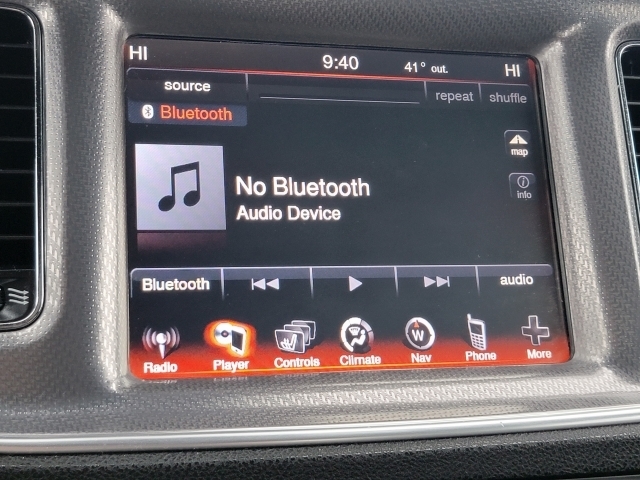 HI 9:40 41° out. HI
source repeat shuffle
Bluetooth
map
No Bluetooth
info
Audio Device
Bluetooth audio
W
Radio Player Controls Climate Nav Phone More